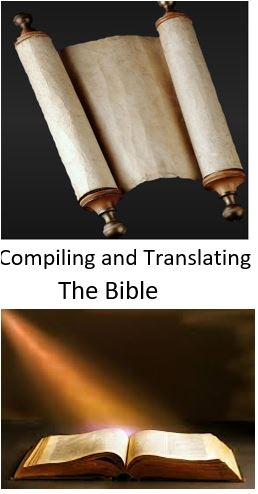 Compiling and Translating
The Bible